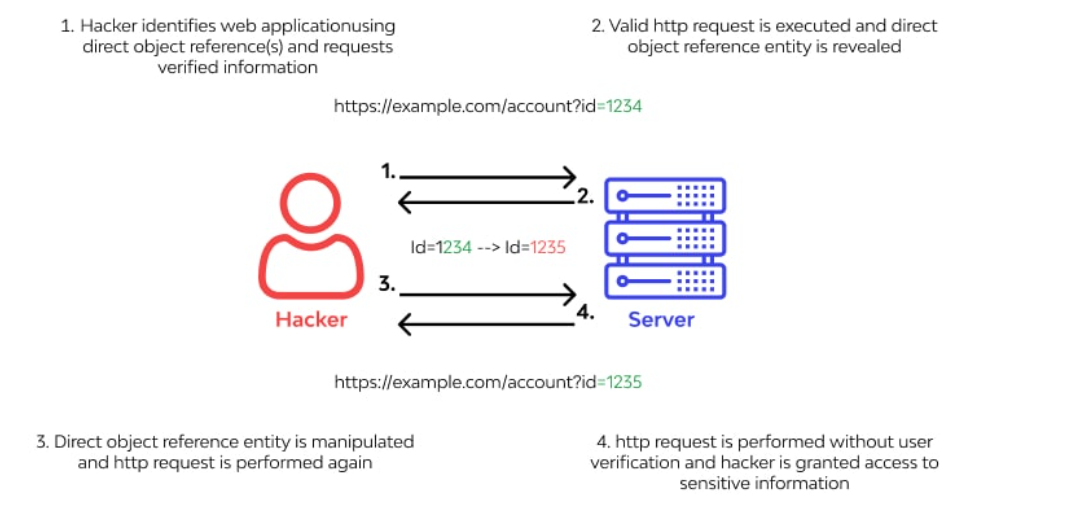 1. Hacker identifies web applicationusing
direct object reference(s) and requests
verified information
2. Valid http request is executed and direct
object reference entity is revealed
https://example.com/account?id=1234
1.
2.
Id=1234 --> Id=1235
3.
4.
Hacker
Server
https://example.com/account?id=1235
3. Direct object reference entity is manipulated
and http request is performed again
4. http request is performed without user
verification and hacker is granted access to
sensitive information